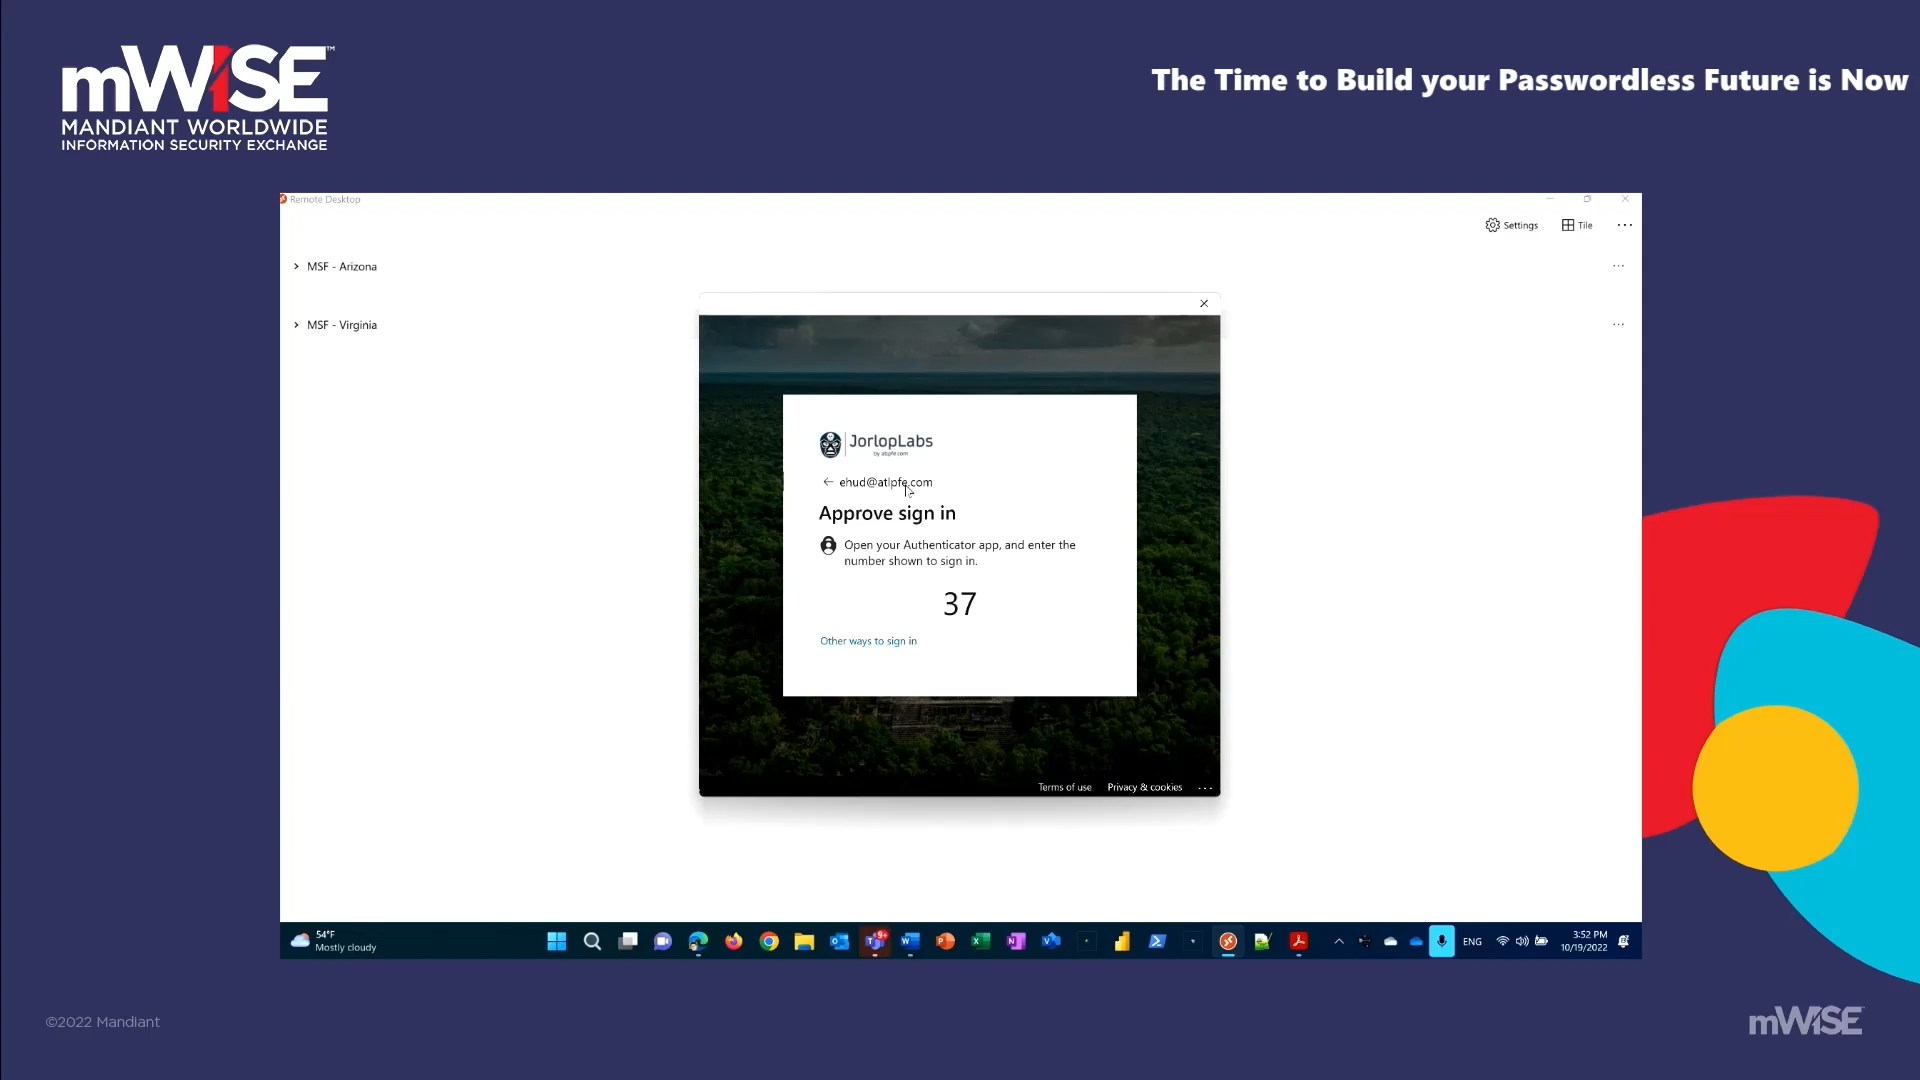 mWISE™
MANDIANT WORLDWIDE
INFORMATION SECURITY EXCHANGE
The Time to Build your Passwordless Future is Now
Remote Desktop
Settings
Tile
MSF - Arizona
MSF - Virginia
JorlopLabs
ehud@atlpfe.com
Approve sign in
Open your Authenticator app, and enter the
number shown to sign in.
37
Other ways to sign in
Terms of use
Privacy & cookies
54°F
Mostly cloudy
9+
ENG
3:52 PM
10/19/2022
©2022 Mandiant
mWISE